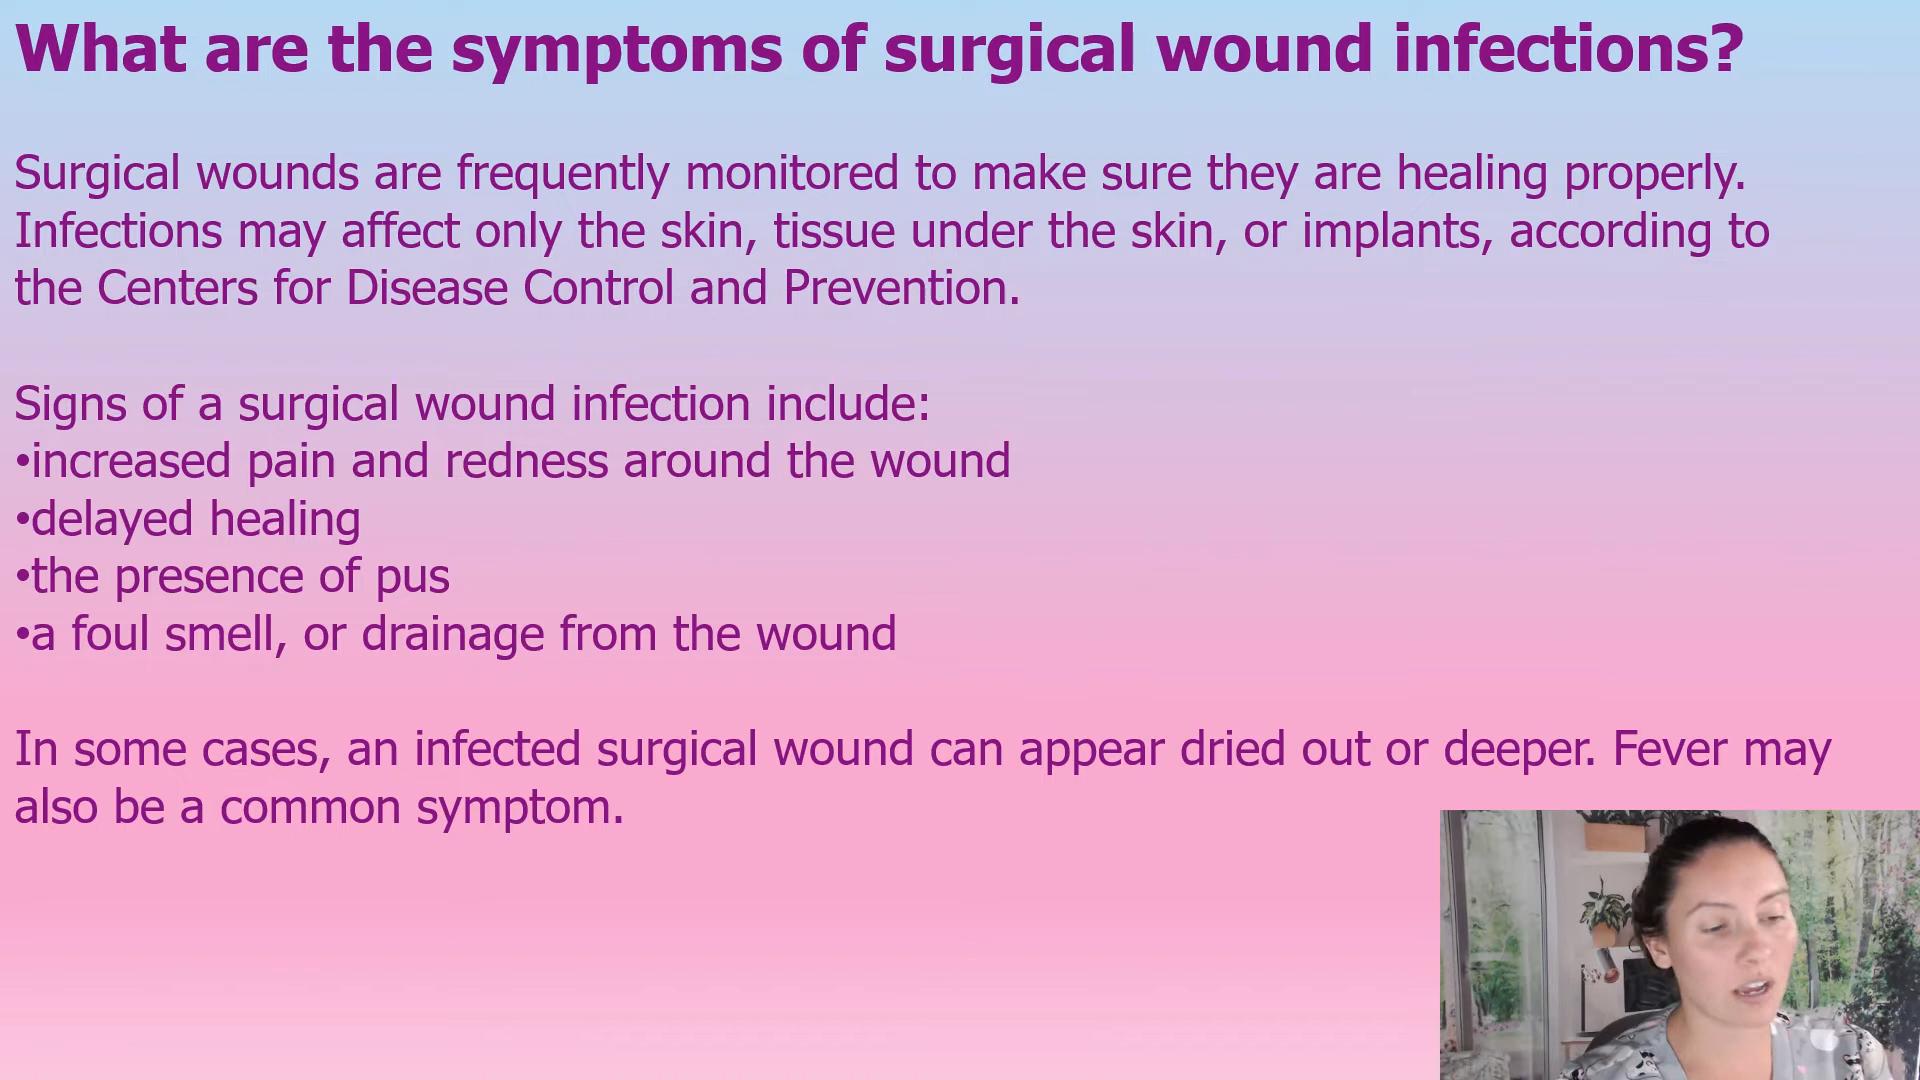 What are the symptoms of surgical wound infections?
Surgical wounds are frequently monitored to make sure they are healing properly.
Infections may affect only the skin, tissue under the skin, or implants, according to
the Centers for Disease Control and Prevention.
Signs of a surgical wound infection include:
•increased pain and redness around the wound
•delayed healing
•the presence of pus
•a foul smell, or drainage from the wound
In some cases, an infected surgical wound can appear dried out or deeper. Fever may
also be a common symptom.